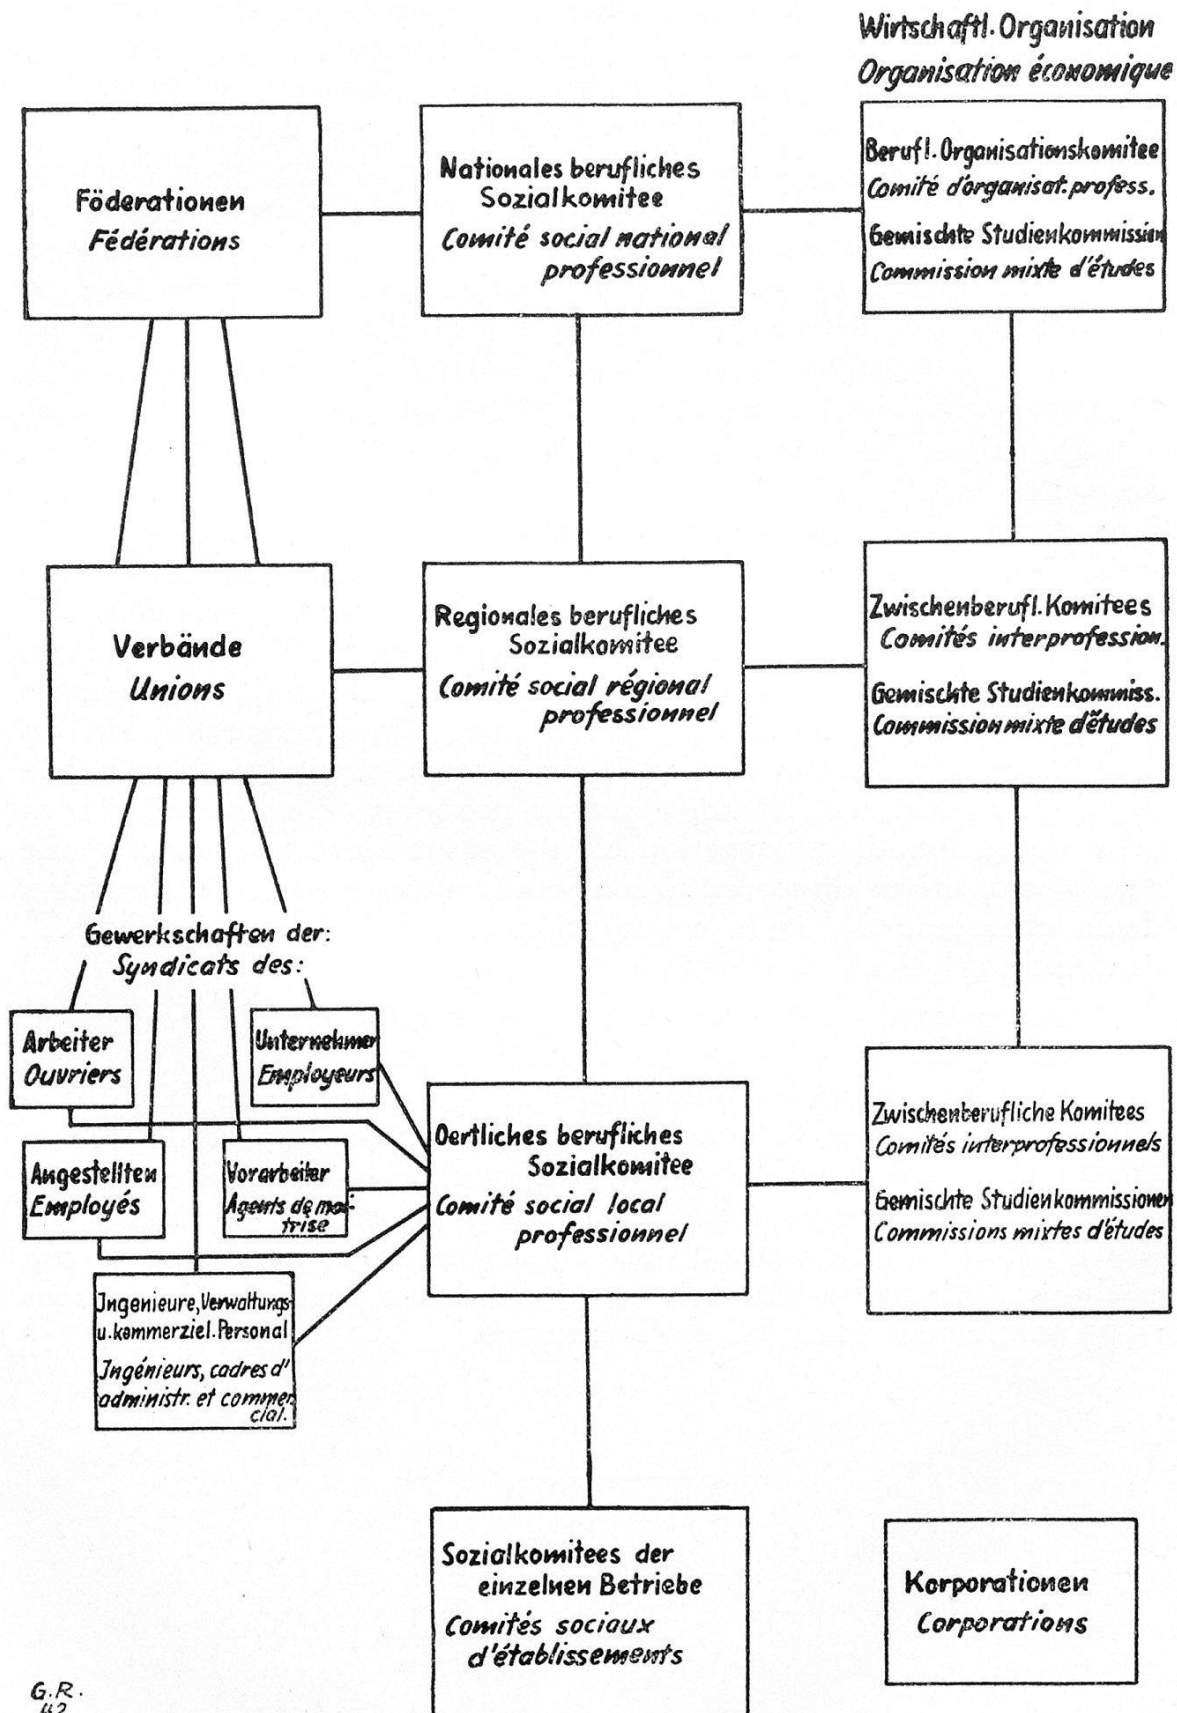 Wirtschaftl. Organisation
Organisation économique
Föderationen
Fédérations
Nationales berufliches
Sozialkomitee
Comité social national
professionnel
Berufl. Organisationskomitee
Comité d'organisat. profess.
Gemischte Studienkommission
Commission mixte d'études
Verbände
Unions
Regionales berufliches
Sozialkomitee
Comité social régional
professionnel
Zwischenberufl. Komitees
Comités interprofession.
Gemischte Studienkommiss.
Commission mixte d'études
Gewerkschaften der:
Syndicats des:
Arbeiter
Ouvriers
Unternehmer
Employeurs
Angestellten
Employés
Vorarbeiter
Agents de maî-
trise
Ingenieure, Verwaltungs-
u. kommerziel. Personal
Ingénieurs, cadres d'
administr. et commer
cial.
Oertliches berufliches
Sozialkomitee
Comité social local
professionnel
Zwischenberufliche Komitees
Comités interprofessionnels
Gemischte Studienkommissionen
Commissions mixtes d'études
Sozialkomitees der
einzelnen Betriebe
Comités sociaux
d'établissements
Korporationen
Corporations
G.R.
42